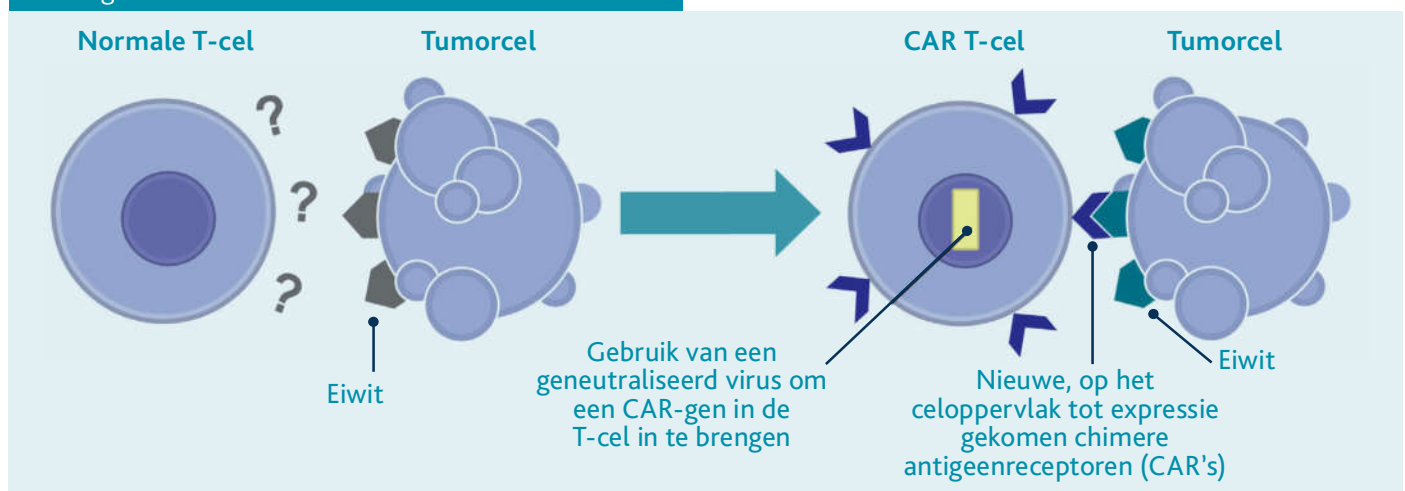 Normale T-cel
Tumorcel
CAR T-cel
Tumorcel
?
?
?
Eiwit
Gebruik van een
geneutraliseerd virus om
een CAR-gen in de
T-cel in te brengen
Nieuwe, op het
celoppervlak tot expressie
gekomen chimere
antigeenreceptoren (CAR's)
Eiwit